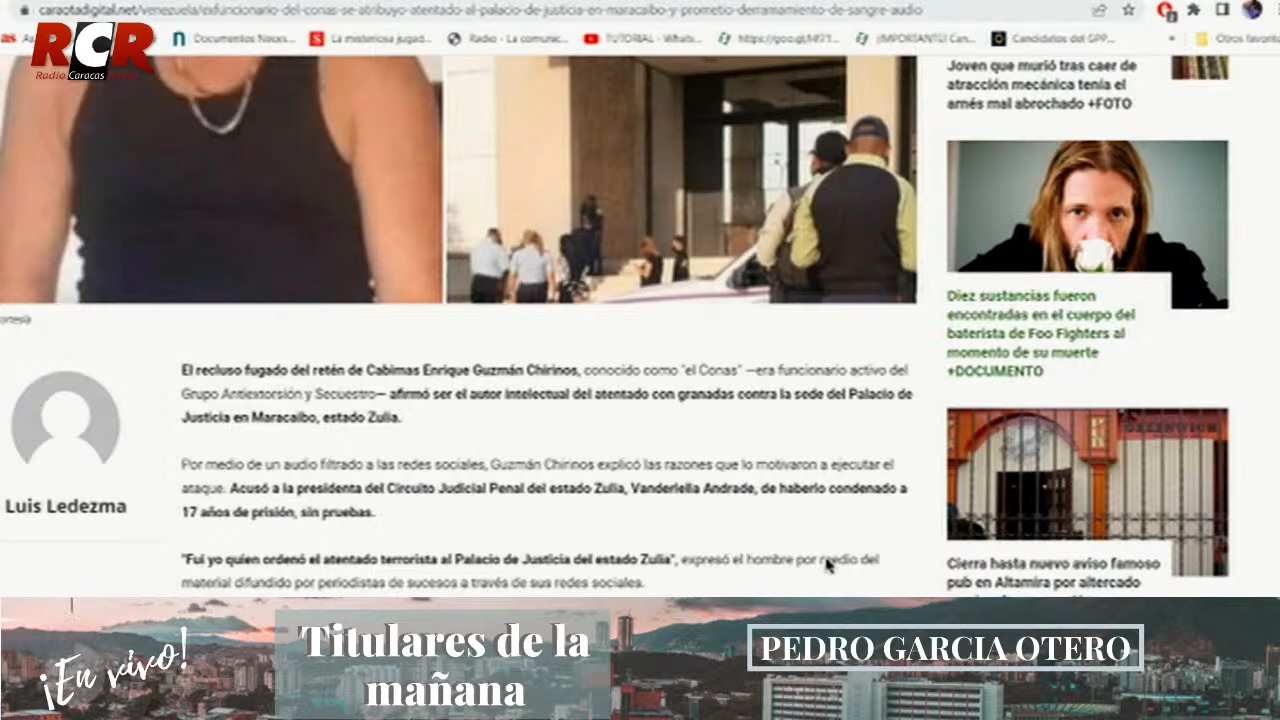 caraotadigital.net/venezuela/exfuncionario-del-conas-se-atribuyo-atentado-al-palacio-de-justicia-en-maracaibo-y-prometio-derramamiento-de-sangre-audio
Documentos Neces...
La misteriosa jugad...
Radio - La comunic...
TUTORIAL - Whats...
¡IMPORTANTE! Can...
Candidatos del GPP...
Otros favorito
RCR
Radio Caracas Radio
Joven que murió tras caer de
atracción mecánica tenía el
arnés mal abrochado +FOTO
Diez sustancias fueron
encontradas en el cuerpo del
baterista de Foo Fighters al
momento de su muerte
+DOCUMENTO
GREENWICH
Cierra hasta nuevo aviso famoso
pub en Altamira por altercado
ortesía
Luis Ledezma
El recluso fugado del retén de Cabimas Enrique Guzmán Chirinos, conocido como "el Conas" —era funcionario activo del
Grupo Antiextorsión y Secuestro— afirmó ser el autor intelectual del atentado con granadas contra la sede del Palacio de
Justicia en Maracaibo, estado Zulia.
Por medio de un audio filtrado a las redes sociales, Guzmán Chirinos explicó las razones que lo motivaron a ejecutar el
ataque. Acusó a la presidenta del Circuito Judicial Penal del estado Zulia, Vanderlella Andrade, de haberlo condenado a
17 años de prisión, sin pruebas.
"Fui yo quien ordenó el atentado terrorista al Palacio de Justicia del estado Zulia", expresó el hombre por medio del
material difundido por periodistas de sucesos a través de sus redes sociales.
¡En vivo!
Titulares de la
mañana
PEDRO GARCIA OTERO